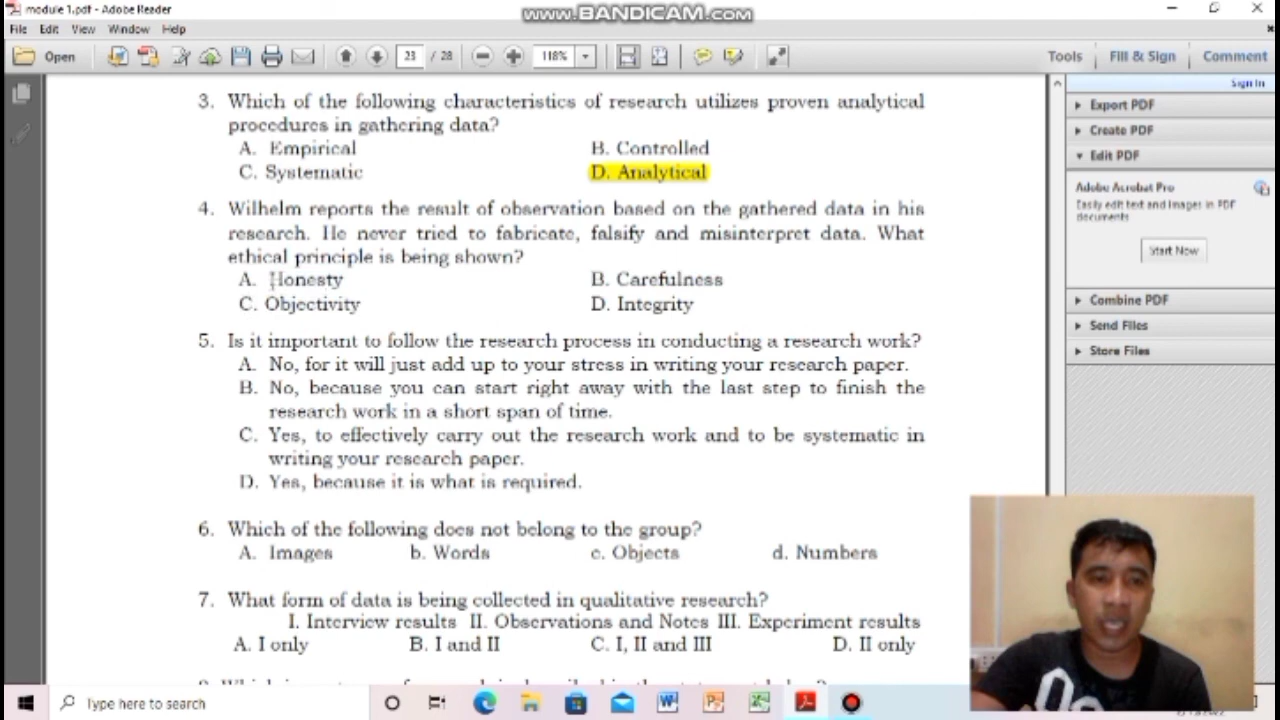 module 1.pdf - Adobe Reader
www.BANDICAM.com
File Edit View Window Help
Open 23 / 28 118% Tools Fill & Sign Comment
Sign In
Export PDF
Create PDF
Edit PDF
Adobe Acrobat Pro
Easily edit text and images in PDF
documents
Start Now
Combine PDF
Send Files
Store Files
3. Which of the following characteristics of research utilizes proven analytical
procedures in gathering data?
A. Empirical B. Controlled
C. Systematic D. Analytical
4. Wilhelm reports the result of observation based on the gathered data in his
research. He never tried to fabricate, falsify and misinterpret data. What
ethical principle is being shown?
A. Honesty B. Carefulness
C. Objectivity D. Integrity
5. Is it important to follow the research process in conducting a research work?
A. No, for it will just add up to your stress in writing your research paper.
B. No, because you can start right away with the last step to finish the
research work in a short span of time.
C. Yes, to effectively carry out the research work and to be systematic in
writing your research paper.
D. Yes, because it is what is required.
6. Which of the following does not belong to the group?
A. Images b. Words c. Objects d. Numbers
7. What form of data is being collected in qualitative research?
I. Interview results II. Observations and Notes III. Experiment results
A. I only B. I and II C. I, II and III D. II only
Type here to search